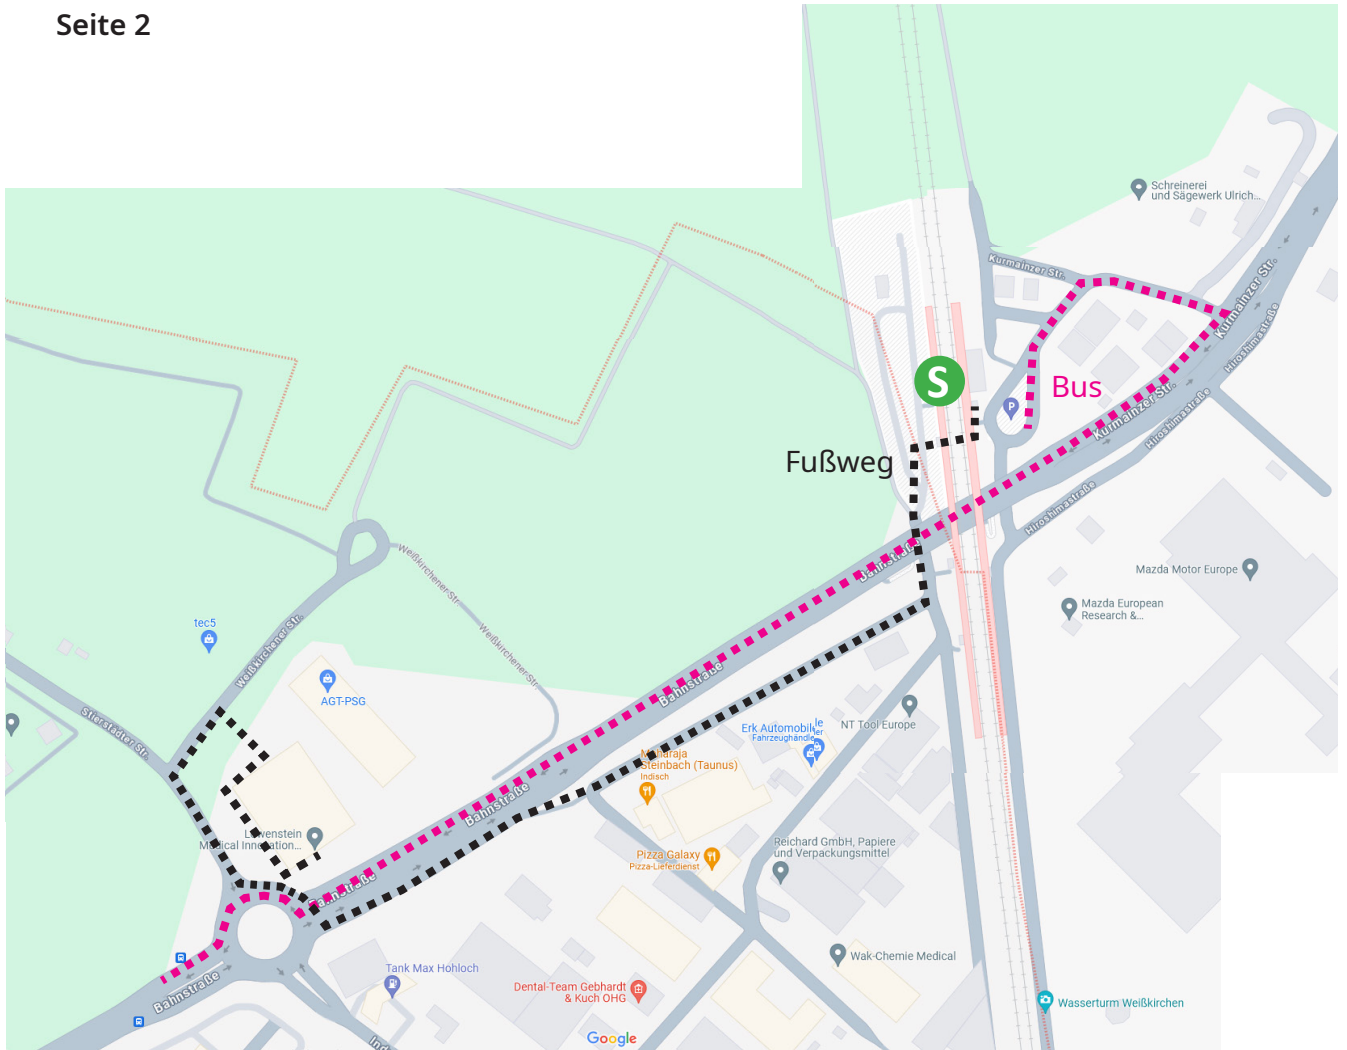 Seite 2
Schreinerei
und Sägewerk Ulrich...
Kurmainzer Str.
Kurmainzer Str.
Hiroshimastraße
S
P
Bus
Kurmainzer Str.
Hiroshimastraße
Fußweg
Hiroshimastraße
Bahnstraße
Weißkirchener Str.
Mazda Motor Europe
Mazda European
Research &...
tec5
Weißkirchener Str.
Weißkirchener Str.
AGT-PSG
Bahnstraße
Stierstädter Str.
NT Tool Europe
Erk Automobile
Fahrzeughändler
Maharaja
Steinbach (Taunus)
Indisch
Bahnstraße
Löwenstein
Medical Innovation...
Reichard GmbH, Papiere
und Verpackungsmittel
Pizza Galaxy
Pizza-Lieferdienst
Bahnstraße
Wak-Chemie Medical
Tank Max Hohloch
Dental-Team Gebhardt
& Kuch OHG
Bahnstraße
Wasserturm Weißkirchen
Google